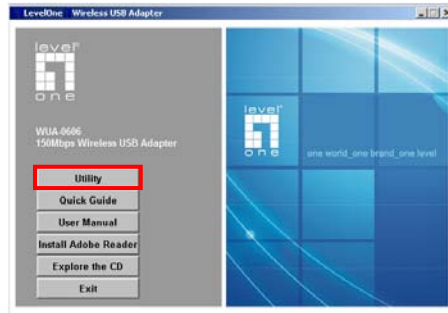 LevelOne Wireless USB Adapter
level
one
WUA-0606
150Mbps Wireless USB Adapter
Utility
Quick Guide
User Manual
Install Adobe Reader
Explore the CD
Exit
level
one
one world_one brand_one level